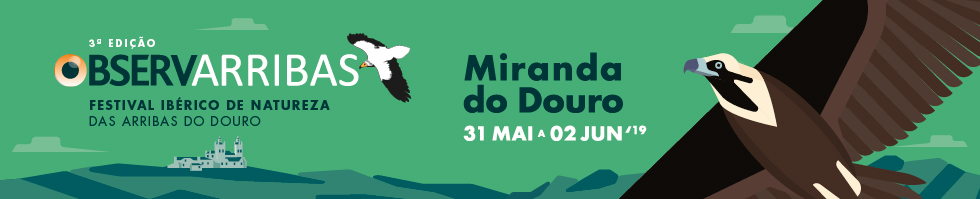 3ª EDIÇÃO
OBSERVARRIBAS
FESTIVAL IBÉRICO DE NATUREZA
DAS ARRIBAS DO DOURO
Miranda
do Douro
31 MAI A 02 JUN'19